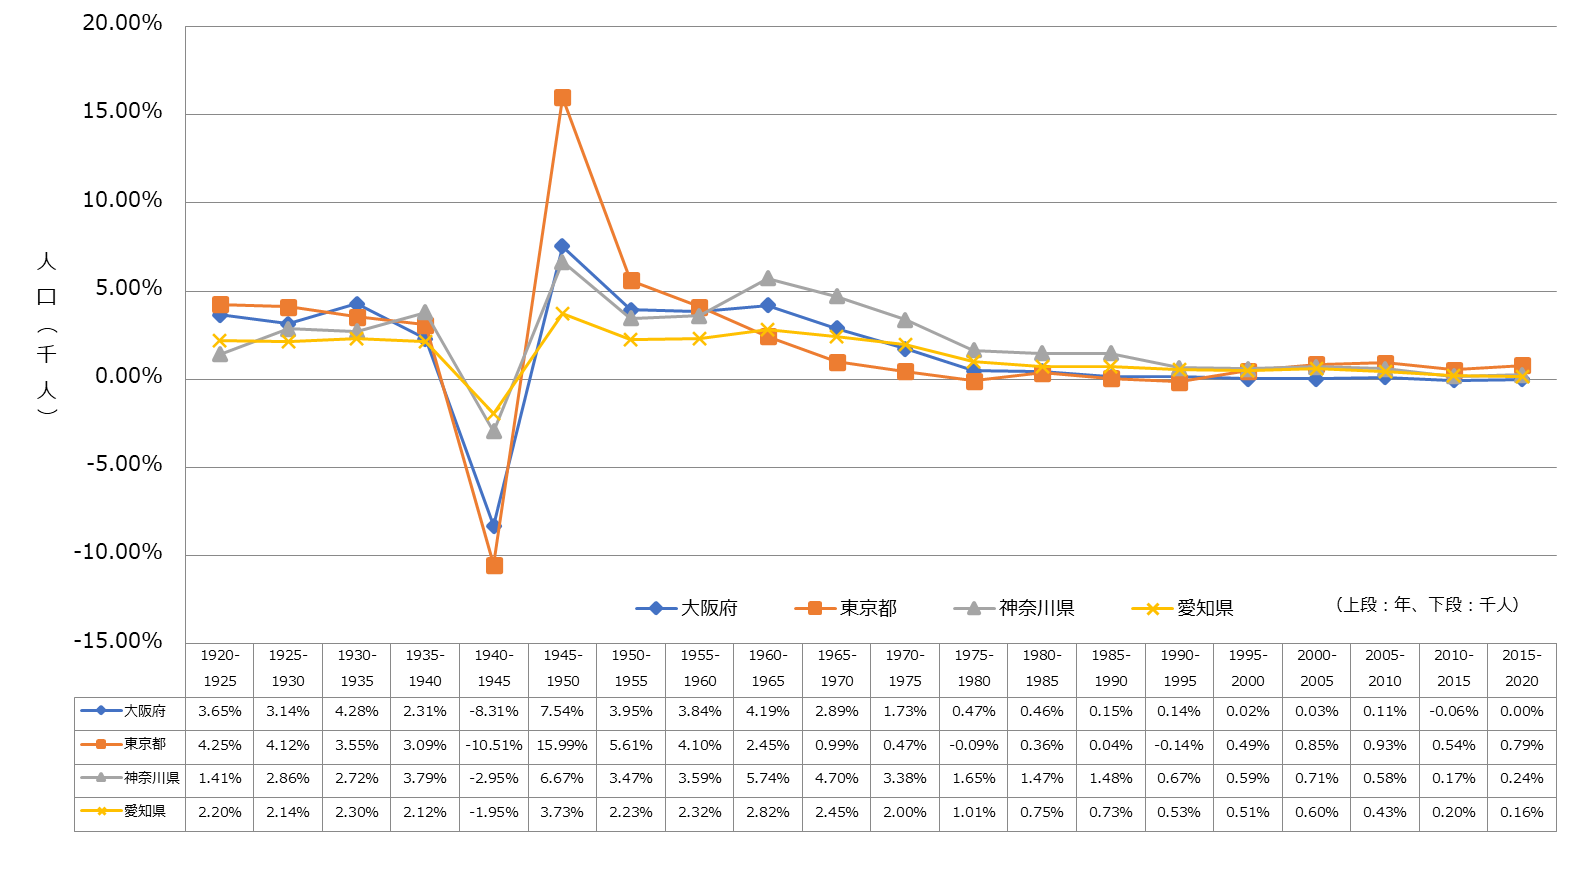 20.00%
15.00%
10.00%
5.00%
0.00%
-5.00%
-10.00%
-15.00%
人口（千人）
大阪府 東京都 神奈川県 愛知県 （上段：年、下段：千人）
1920-1925 1925-1930 1930-1935 1935-1940 1940-1945 1945-1950 1950-1955 1955-1960 1960-1965 1965-1970 1970-1975 1975-1980 1980-1985 1985-1990 1990-1995 1995-2000 2000-2005 2005-2010 2010-2015 2015-2020
大阪府 3.65% 3.14% 4.28% 2.31% -8.31% 7.54% 3.95% 3.84% 4.19% 2.89% 1.73% 0.47% 0.46% 0.15% 0.14% 0.02% 0.03% 0.11% -0.06% 0.00%
東京都 4.25% 4.12% 3.55% 3.09% -10.51% 15.99% 5.61% 4.10% 2.45% 0.99% 0.47% -0.09% 0.36% 0.04% -0.14% 0.49% 0.85% 0.93% 0.54% 0.79%
神奈川県 1.41% 2.86% 2.72% 3.79% -2.95% 6.67% 3.47% 3.59% 5.74% 4.70% 3.38% 1.65% 1.47% 1.48% 0.67% 0.59% 0.71% 0.58% 0.17% 0.24%
愛知県 2.20% 2.14% 2.30% 2.12% -1.95% 3.73% 2.23% 2.32% 2.82% 2.45% 2.00% 1.01% 0.75% 0.73% 0.53% 0.51% 0.60% 0.43% 0.20% 0.16%